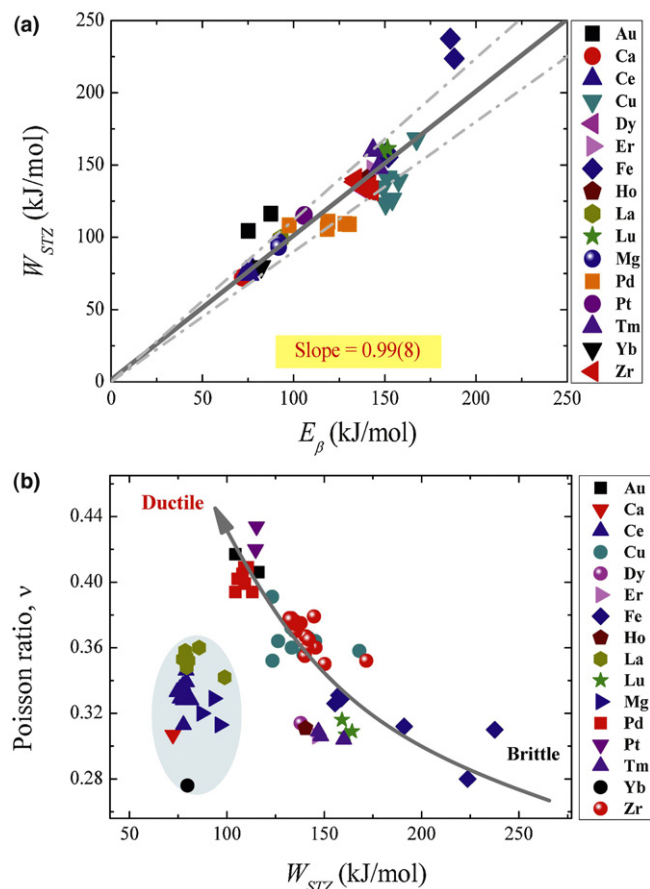 (a)
250
200
150
100
50
0
W_STZ (kJ/mol)
Slope = 0.99(8)
0
50
100
150
200
250
E_β (kJ/mol)
Au
Ca
Ce
Cu
Dy
Er
Fe
Ho
La
Lu
Mg
Pd
Pt
Tm
Yb
Zr
(b)
0.44
0.40
0.36
0.32
0.28
Poisson ratio, ν
Ductile
Brittle
50
100
150
200
250
W_STZ (kJ/mol)
Au
Ca
Ce
Cu
Dy
Er
Fe
Ho
La
Lu
Mg
Pd
Pt
Tm
Yb
Zr